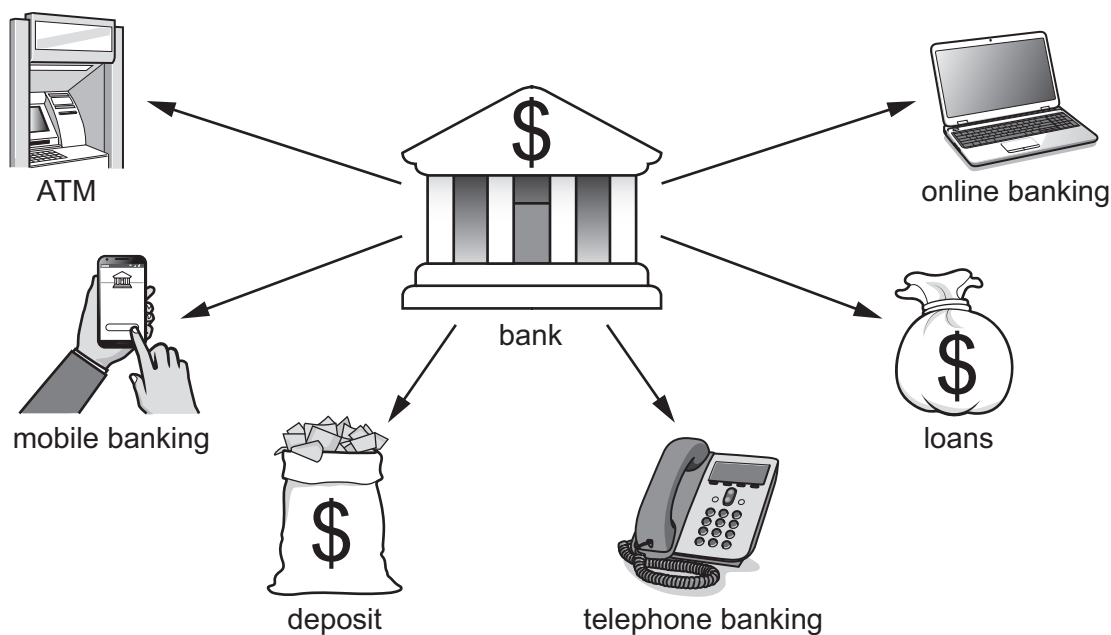 $
ATM
online banking
bank
mobile banking
$
loans
$
deposit
telephone banking